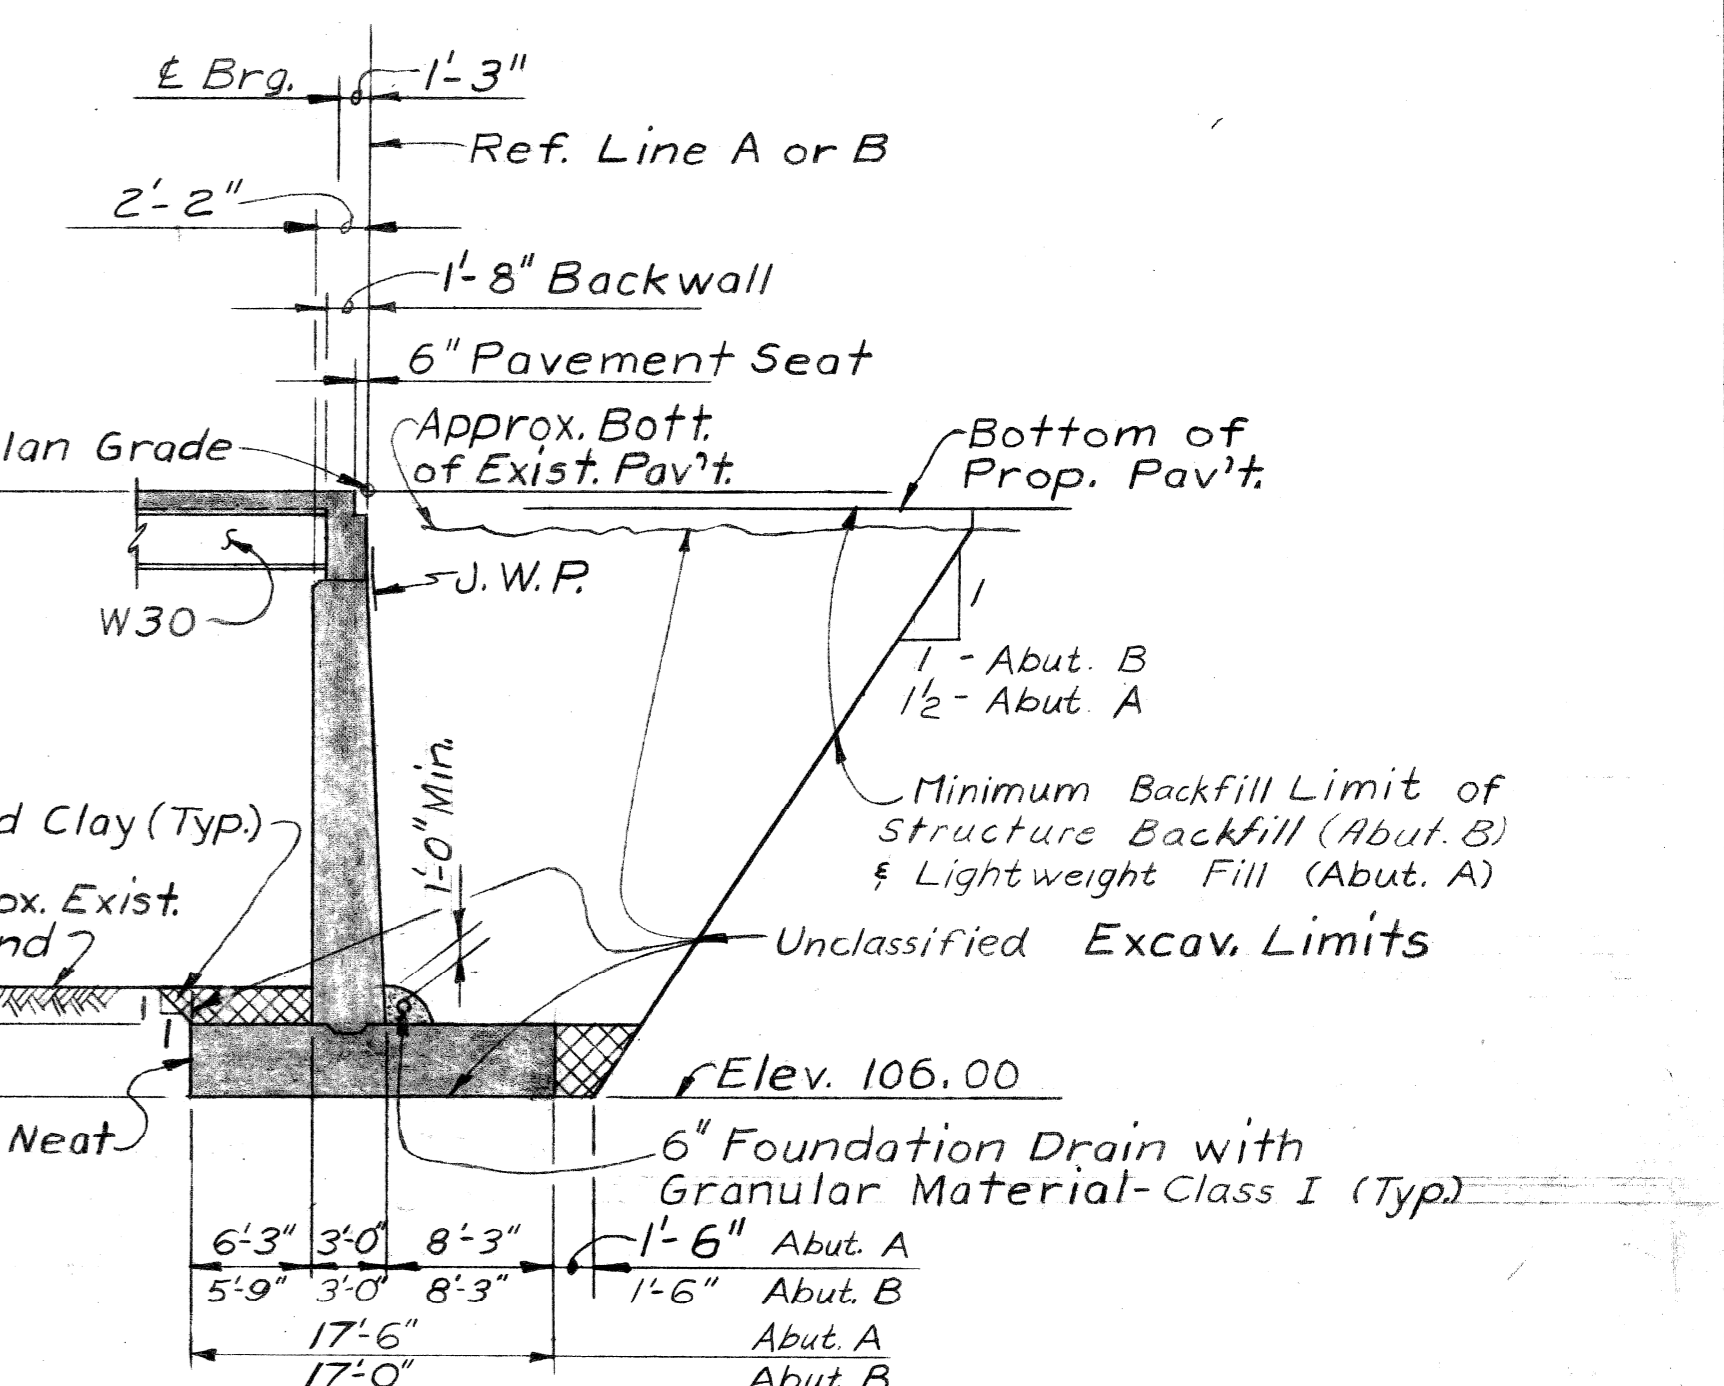 ℄ Brg.
1'-3"
Ref. Line A or B
2'-2"
1'-8" Backwall
6" Pavement Seat
Approx. Bott.
of Exist. Pav't.
lan Grade
Bottom of
Prop. Pav't.
J.W.P.
W30
1
1 - Abut. B
1½ - Abut. A
1'-0" Min.
Minimum Backfill Limit of
Structure Backfill (Abut. B)
& Lightweight Fill (Abut. A)
d Clay (Typ.)
ox. Exist.
nd
Unclassified Excav. Limits
1
1
Elev. 106.00
Neat
6" Foundation Drain with
Granular Material-Class I (Typ.)
6'-3" 3'-0" 8'-3" 1'-6" Abut. A
5'-9" 3'-0" 8'-3" 1'-6" Abut. B
17'-6" Abut. A
17'-0" Abut. B